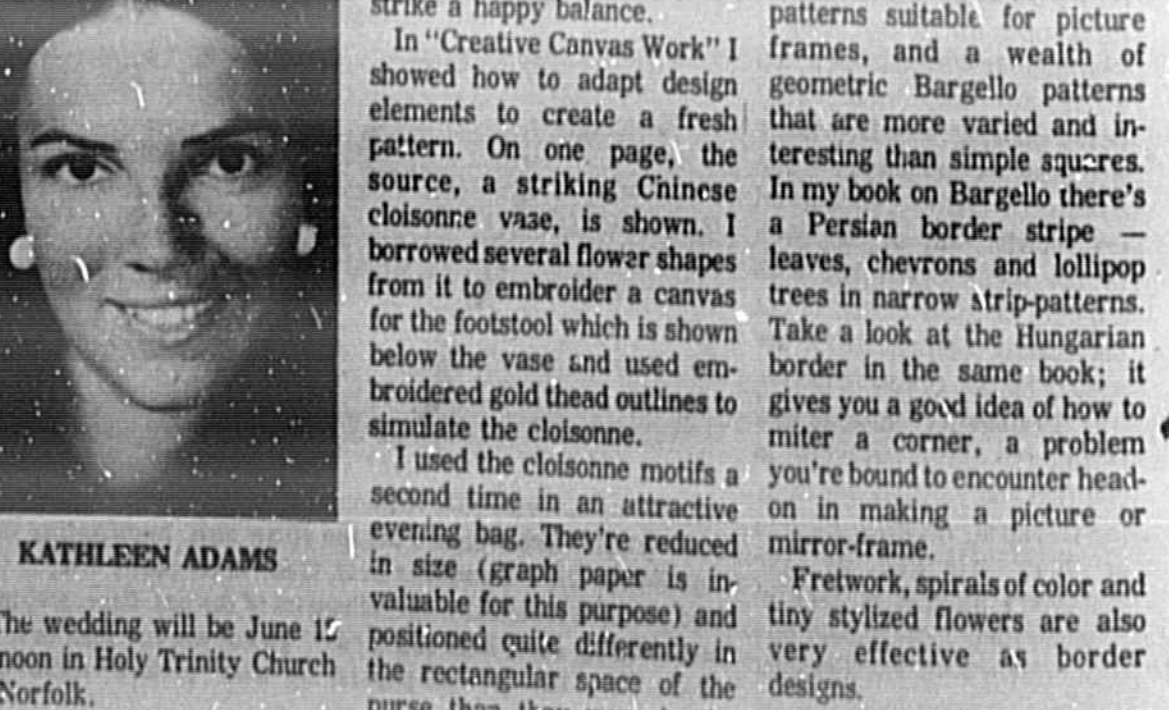 KATHLEEN ADAMS
The wedding will be June
noon in Holy Trinity Church
Norfolk.
strike a happy balance.
In "Creative Canvas Work" I
showed how to adapt design
elements to create a fresh
pattern. On one page, the
source, a striking Chinese
cloisonne vase, is shown. I
borrowed several flower shapes
from it to embroider a canvas
for the footstool which is shown
below the vase and used em-
broidered gold thead outlines to
simulate the cloisonne.
I used the cloisonne motifs a
second time in an attractive
evening bag. They're reduced
in size (graph paper is in-
valuable for this purpose) and
positioned quite differently in
the rectangular space of the
purse than they
patterns suitable for picture
frames, and a wealth of
geometric Bargello patterns
that are more varied and in-
teresting than simple squares.
In my book on Bargello there's
a Persian border stripe —
leaves, chevrons and lollipop
trees in narrow strip-patterns.
Take a look at the Hungarian
border in the same book; it
gives you a good idea of how to
miter a corner, a problem
you're bound to encounter head-
on in making a picture or
mirror-frame.
Fretwork, spirals of color and
tiny stylized flowers are also
very effective as border
designs.